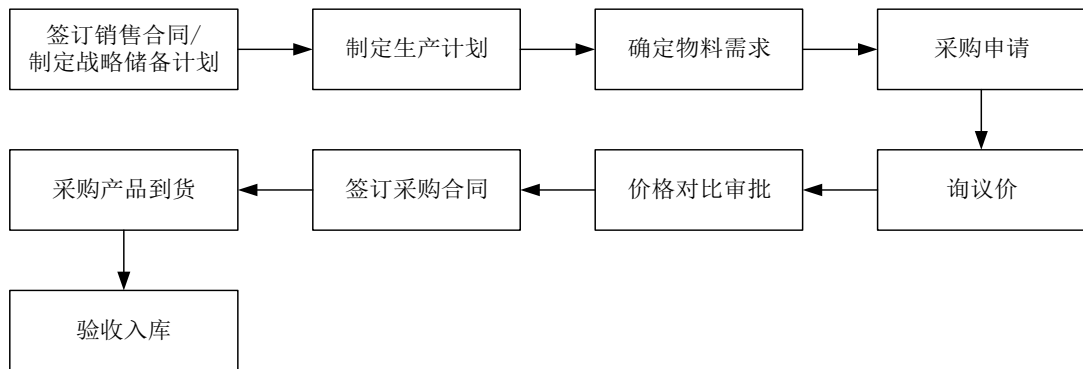 签订销售合同/
制定战略储备计划
制定生产计划
确定物料需求
采购申请
询议价
价格对比审批
签订采购合同
采购产品到货
验收入库